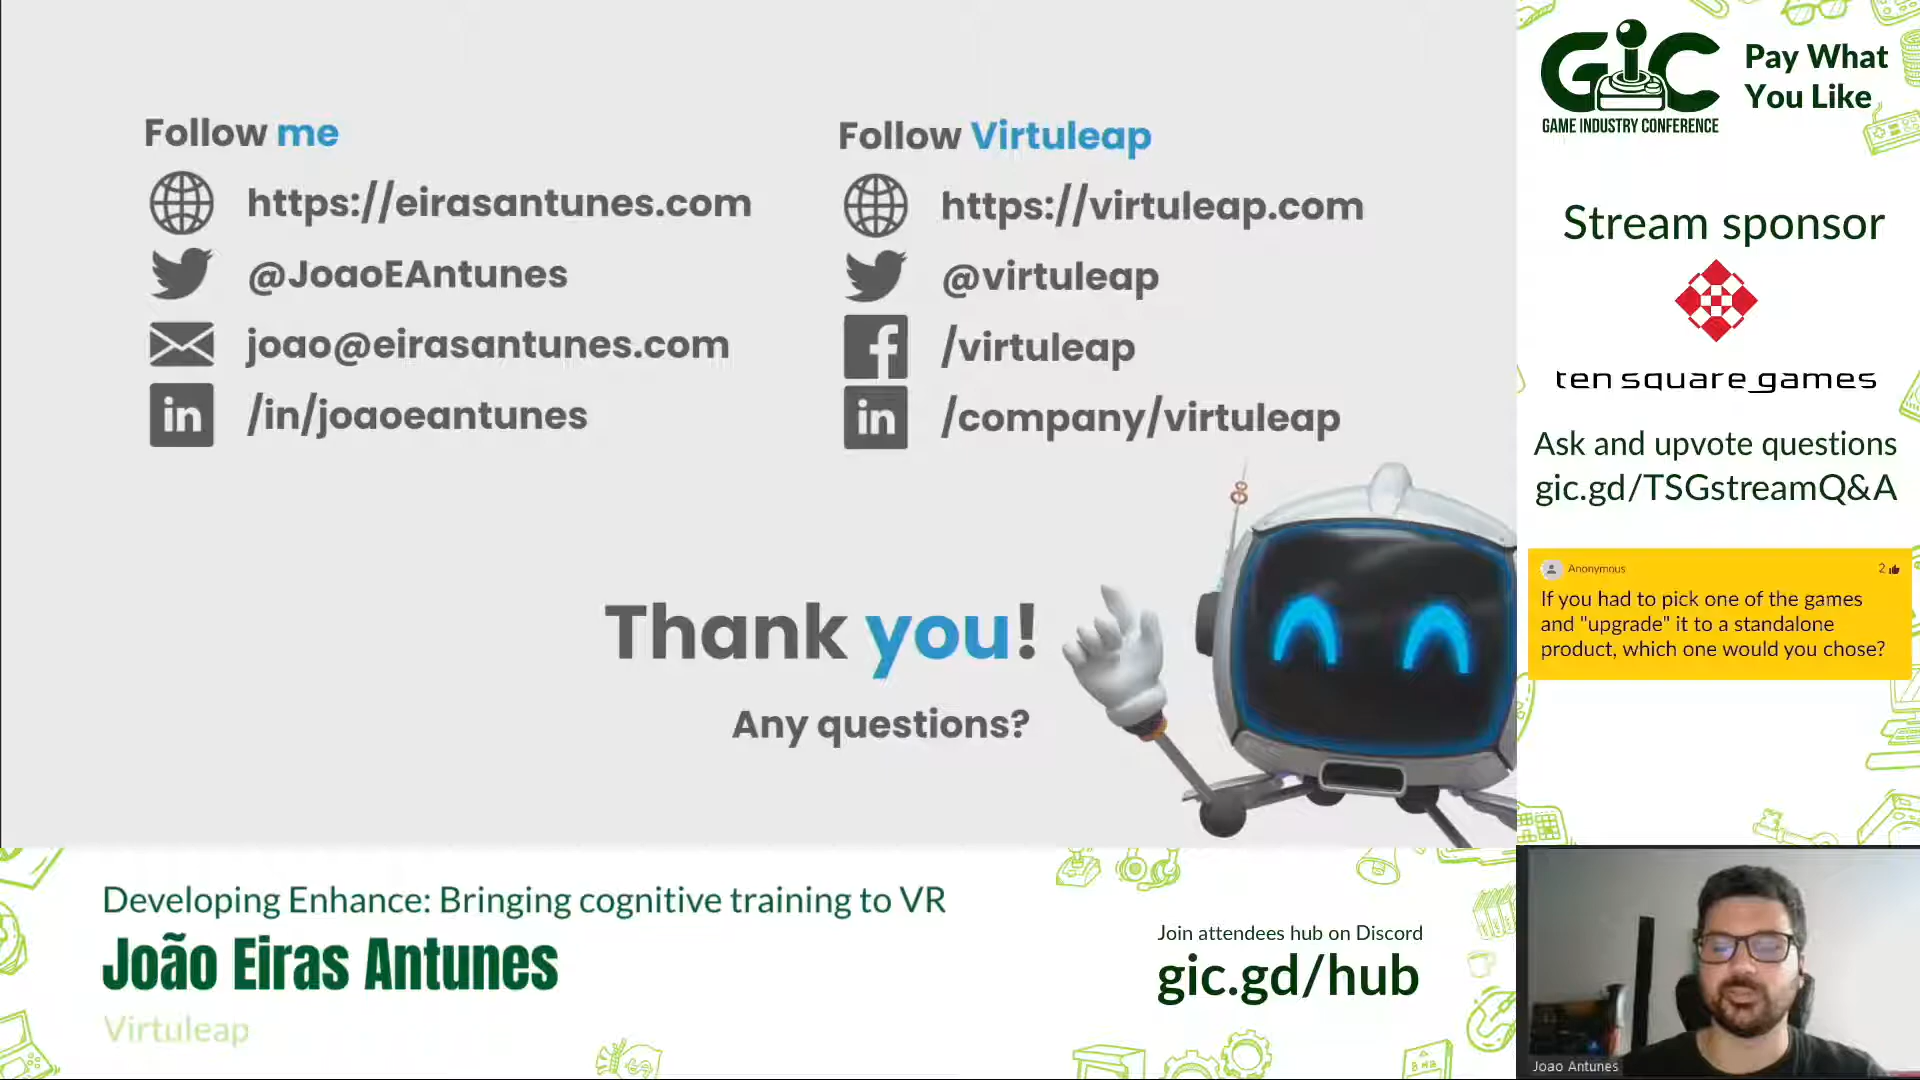 Follow me
https://eirasantunes.com
@JoaoEAntunes
joao@eirasantunes.com
in /in/joaoeantunes
Follow Virtuleap
https://virtuleap.com
@virtuleap
f /virtuleap
in /company/virtuleap
Thank you!
Any questions?
GIC
GAME INDUSTRY CONFERENCE
Pay What
You Like
Stream sponsor
ten square games
Ask and upvote questions
gic.gd/TSGstreamQ&A
Anonymous 2
If you had to pick one of the games
and "upgrade" it to a standalone
product, which one would you chose?
Developing Enhance: Bringing cognitive training to VR
João Eiras Antunes
Virtuleap
Join attendees hub on Discord
gic.gd/hub
Joao Antunes